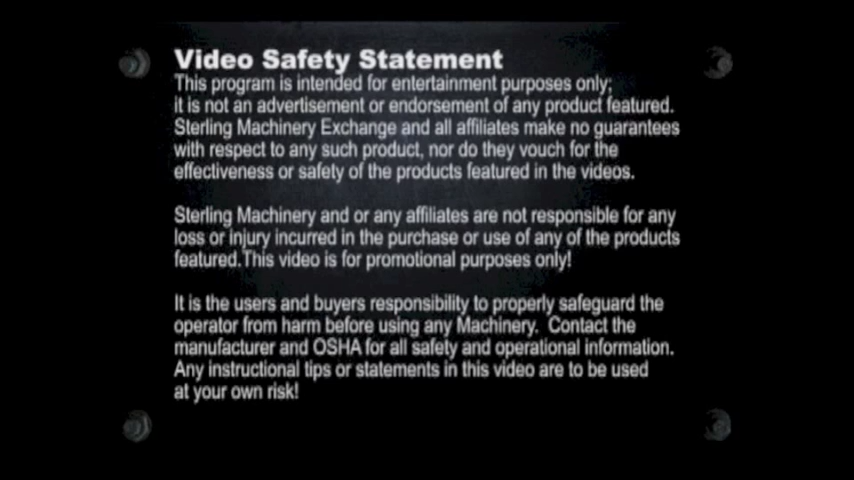 Video Safety Statement
This program is intended for entertainment purposes only;
it is not an advertisement or endorsement of any product featured.
Sterling Machinery Exchange and all affiliates make no guarantees
with respect to any such product, nor do they vouch for the
effectiveness or safety of the products featured in the videos.
Sterling Machinery and or any affiliates are not responsible for any
loss or injury incurred in the purchase or use of any of the products
featured.This video is for promotional purposes only!
It is the users and buyers responsibility to properly safeguard the
operator from harm before using any Machinery.  Contact the
manufacturer and OSHA for all safety and operational information.
Any instructional tips or statements in this video are to be used
at your own risk!